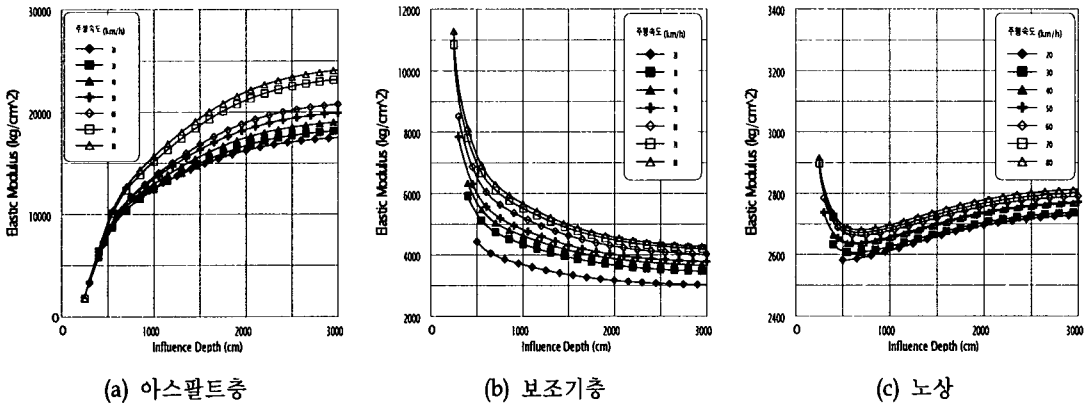 30000
20000
10000
0
Elastic Modulus (kg/cm^2)
주행속도 (km/h)
0 1000 2000 3000
Influence Depth (cm)
(a) 아스팔트층
12000
10000
8000
6000
4000
2000
Elastic Modulus (kg/cm^2)
주행속도 (km/h)
0 1000 2000 3000
Influence Depth (cm)
(b) 보조기층
3400
3200
3000
2800
2600
2400
Elastic Modulus (kg/cm^2)
주행속도 (km/h)
20
30
40
50
60
70
80
0 1000 2000 3000
Influence Depth (cm)
(c) 노상